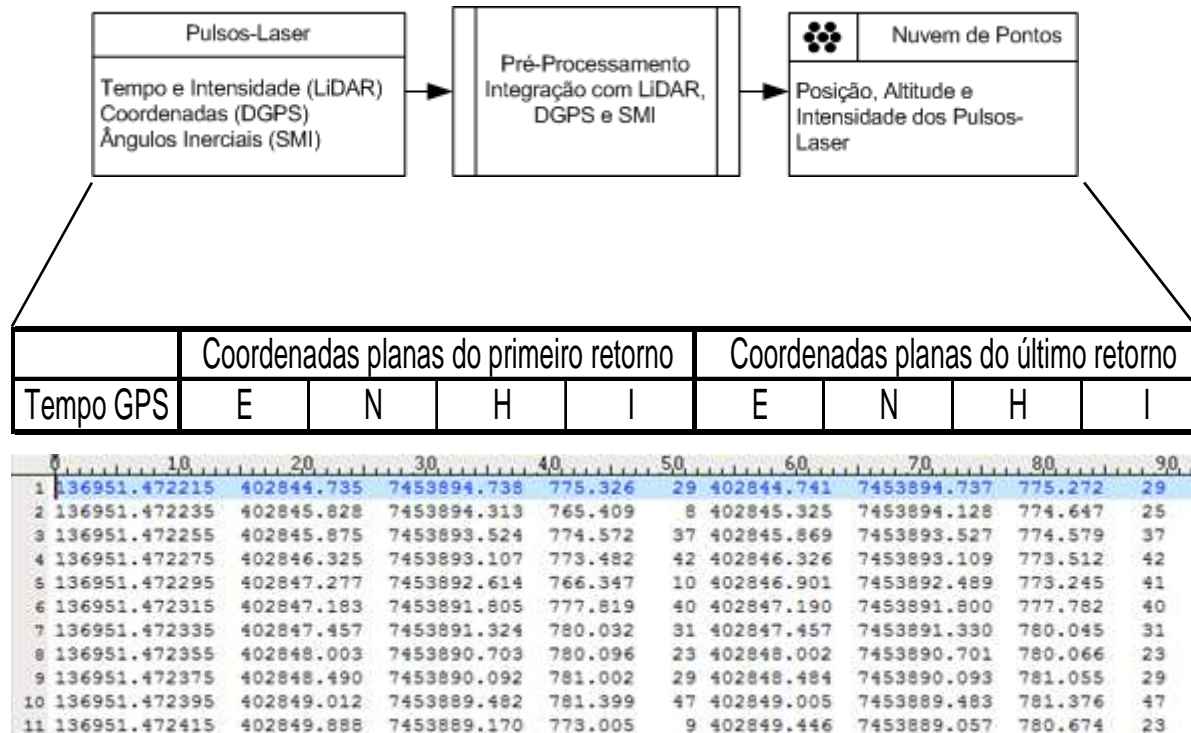 Pulsos-Laser
Tempo e Intensidade (LiDAR)
Coordenadas (DGPS)
Ângulos Inerciais (SMI)
Pré-Processamento
Integração com LiDAR,
DGPS e SMI
Nuvem de Pontos
Posição, Altitude e
Intensidade dos Pulsos-
Laser
Coordenadas planas do primeiro retorno Coordenadas planas do último retorno
Tempo GPS E N H I E N H I
0 10 20 30 40 50 60 70 80 90
1 136951.472215 402844.735 7453894.738 775.326 29 402844.741 7453894.737 775.272 29
2 136951.472235 402845.828 7453894.313 765.409 8 402845.325 7453894.128 774.647 25
3 136951.472255 402845.875 7453893.524 774.572 37 402845.869 7453893.527 774.579 37
4 136951.472275 402846.325 7453893.107 773.482 42 402846.326 7453893.109 773.512 42
5 136951.472295 402847.277 7453892.614 766.347 10 402846.901 7453892.489 773.245 41
6 136951.472315 402847.183 7453891.805 777.819 40 402847.190 7453891.800 777.782 40
7 136951.472335 402847.457 7453891.324 780.032 31 402847.457 7453891.330 780.045 31
8 136951.472355 402848.003 7453890.703 780.096 23 402848.002 7453890.701 780.066 23
9 136951.472375 402848.490 7453890.092 781.002 29 402848.484 7453890.093 781.055 29
10 136951.472395 402849.012 7453889.482 781.399 47 402849.005 7453889.483 781.376 47
11 136951.472415 402849.888 7453889.170 773.005 9 402849.446 7453889.057 780.674 23